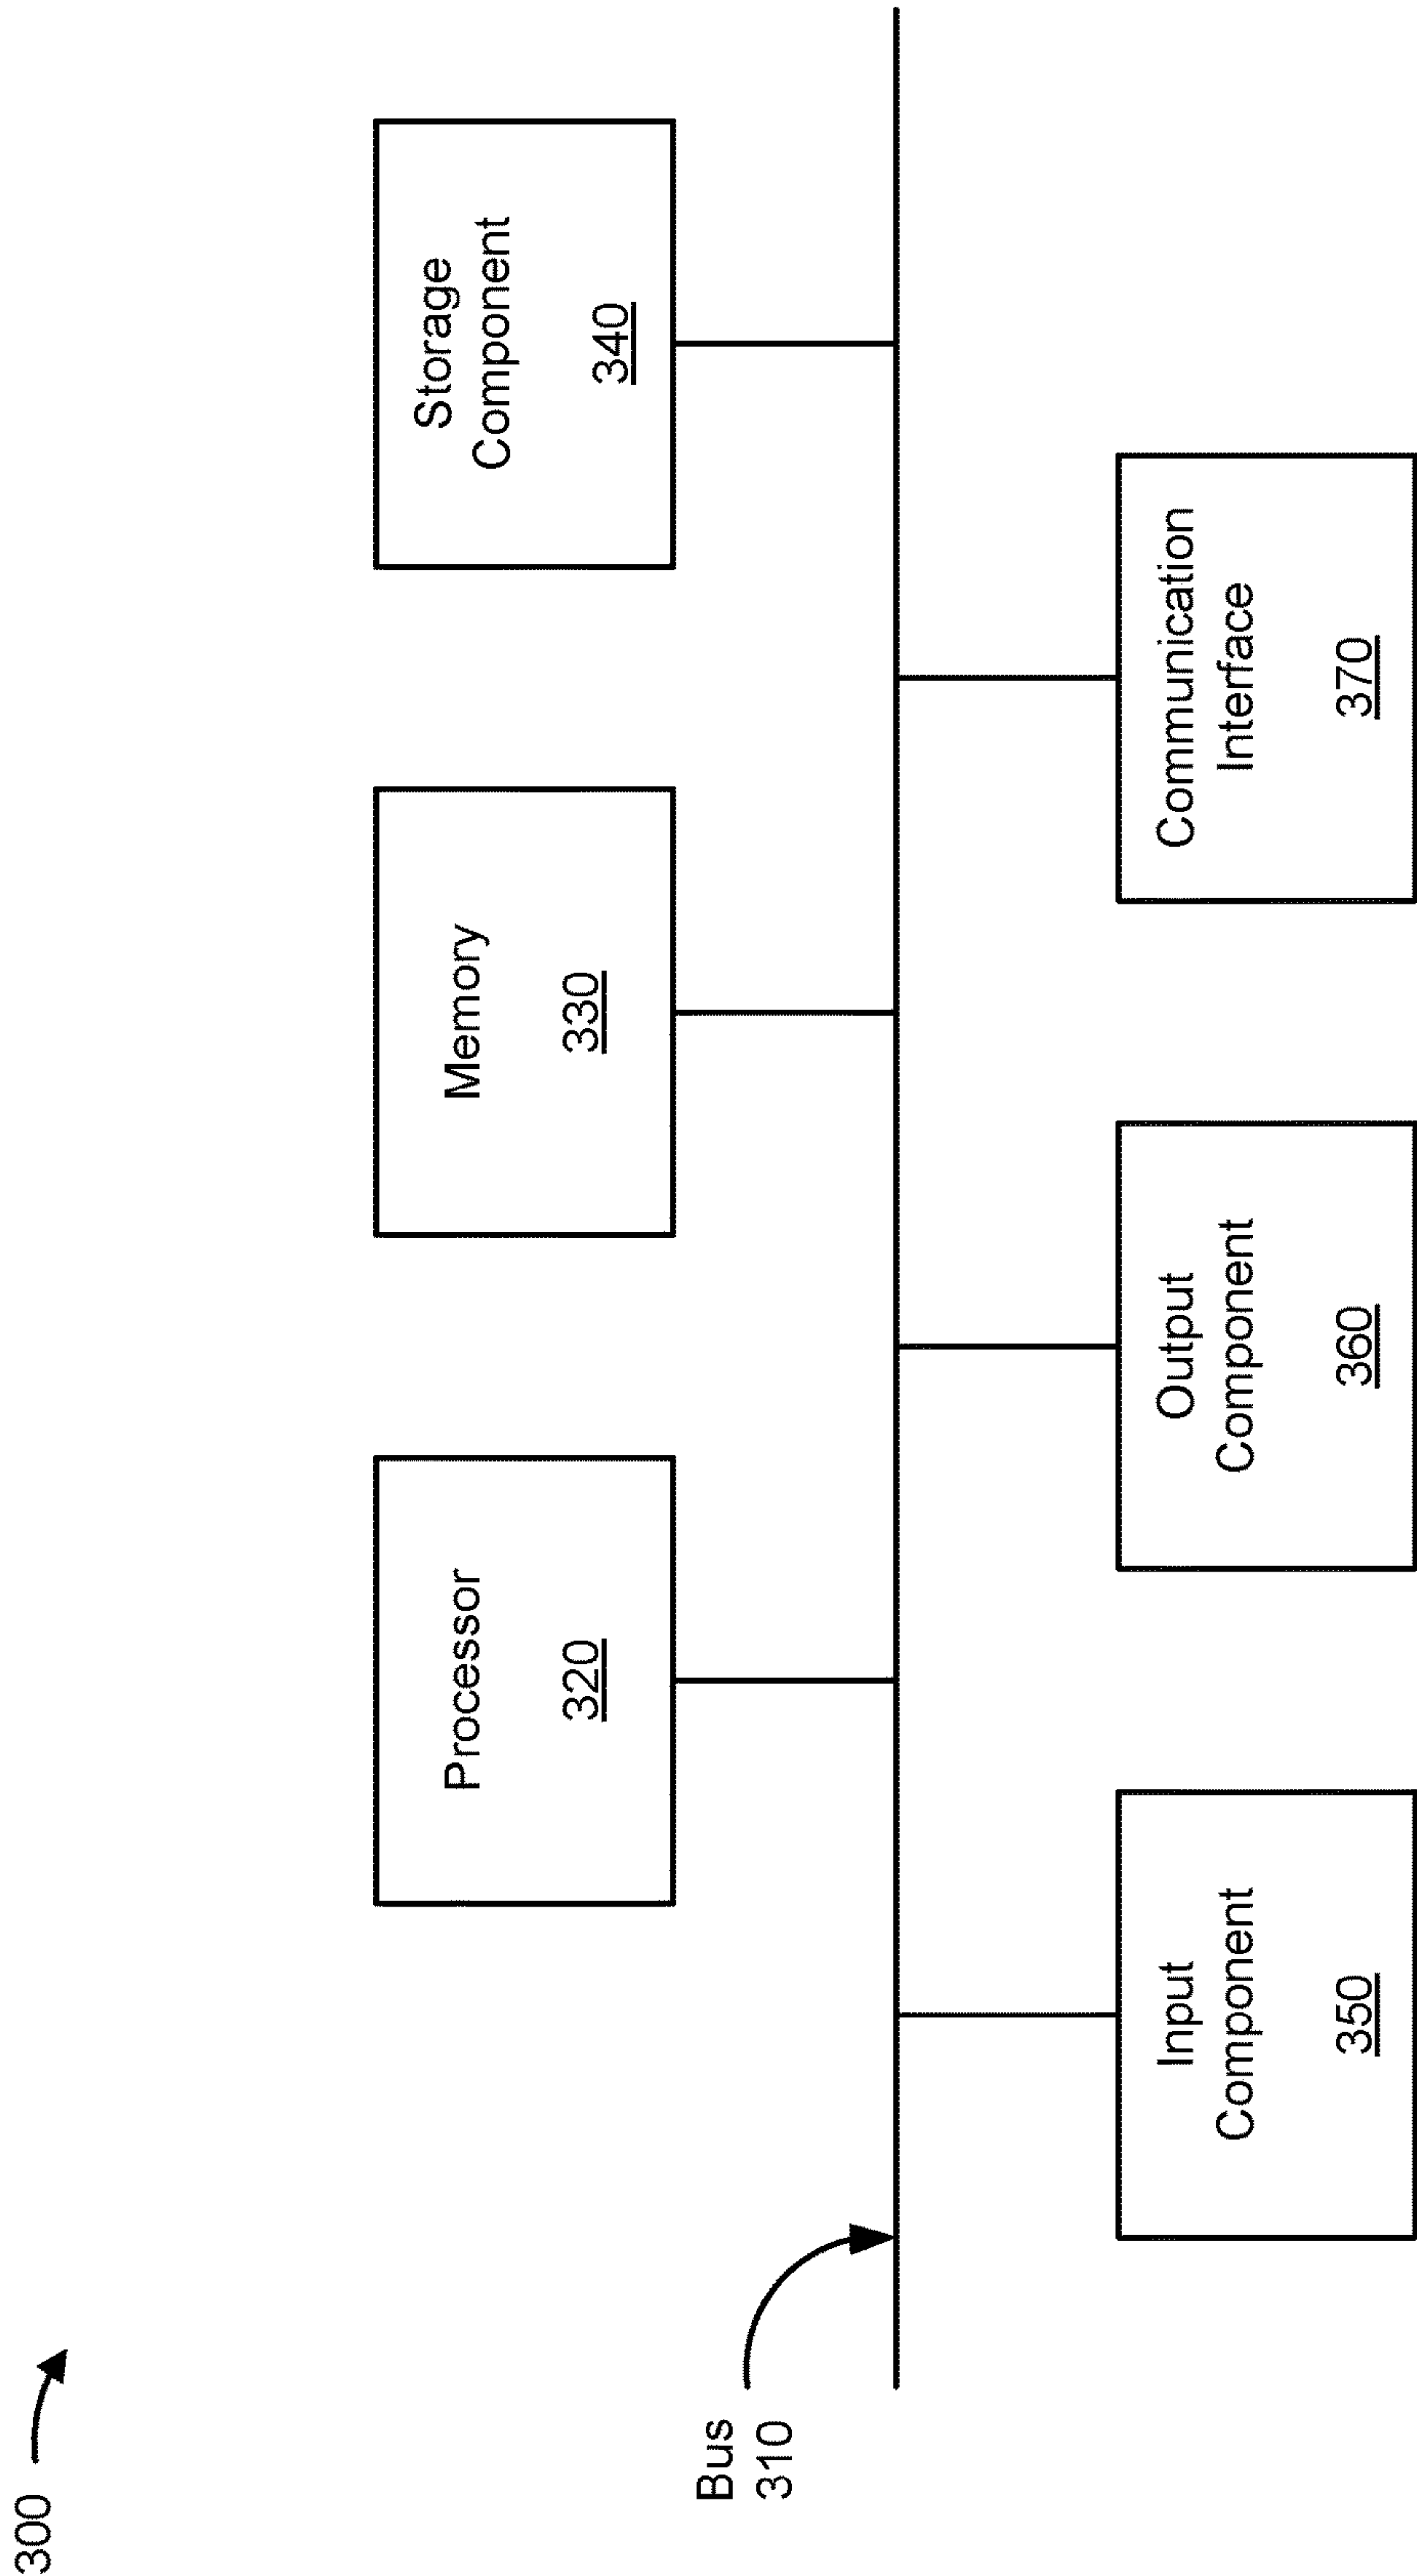 300
Bus
310
Processor
320
Memory
330
Storage
Component
340
Input
Component
350
Output
Component
360
Communication
Interface
370